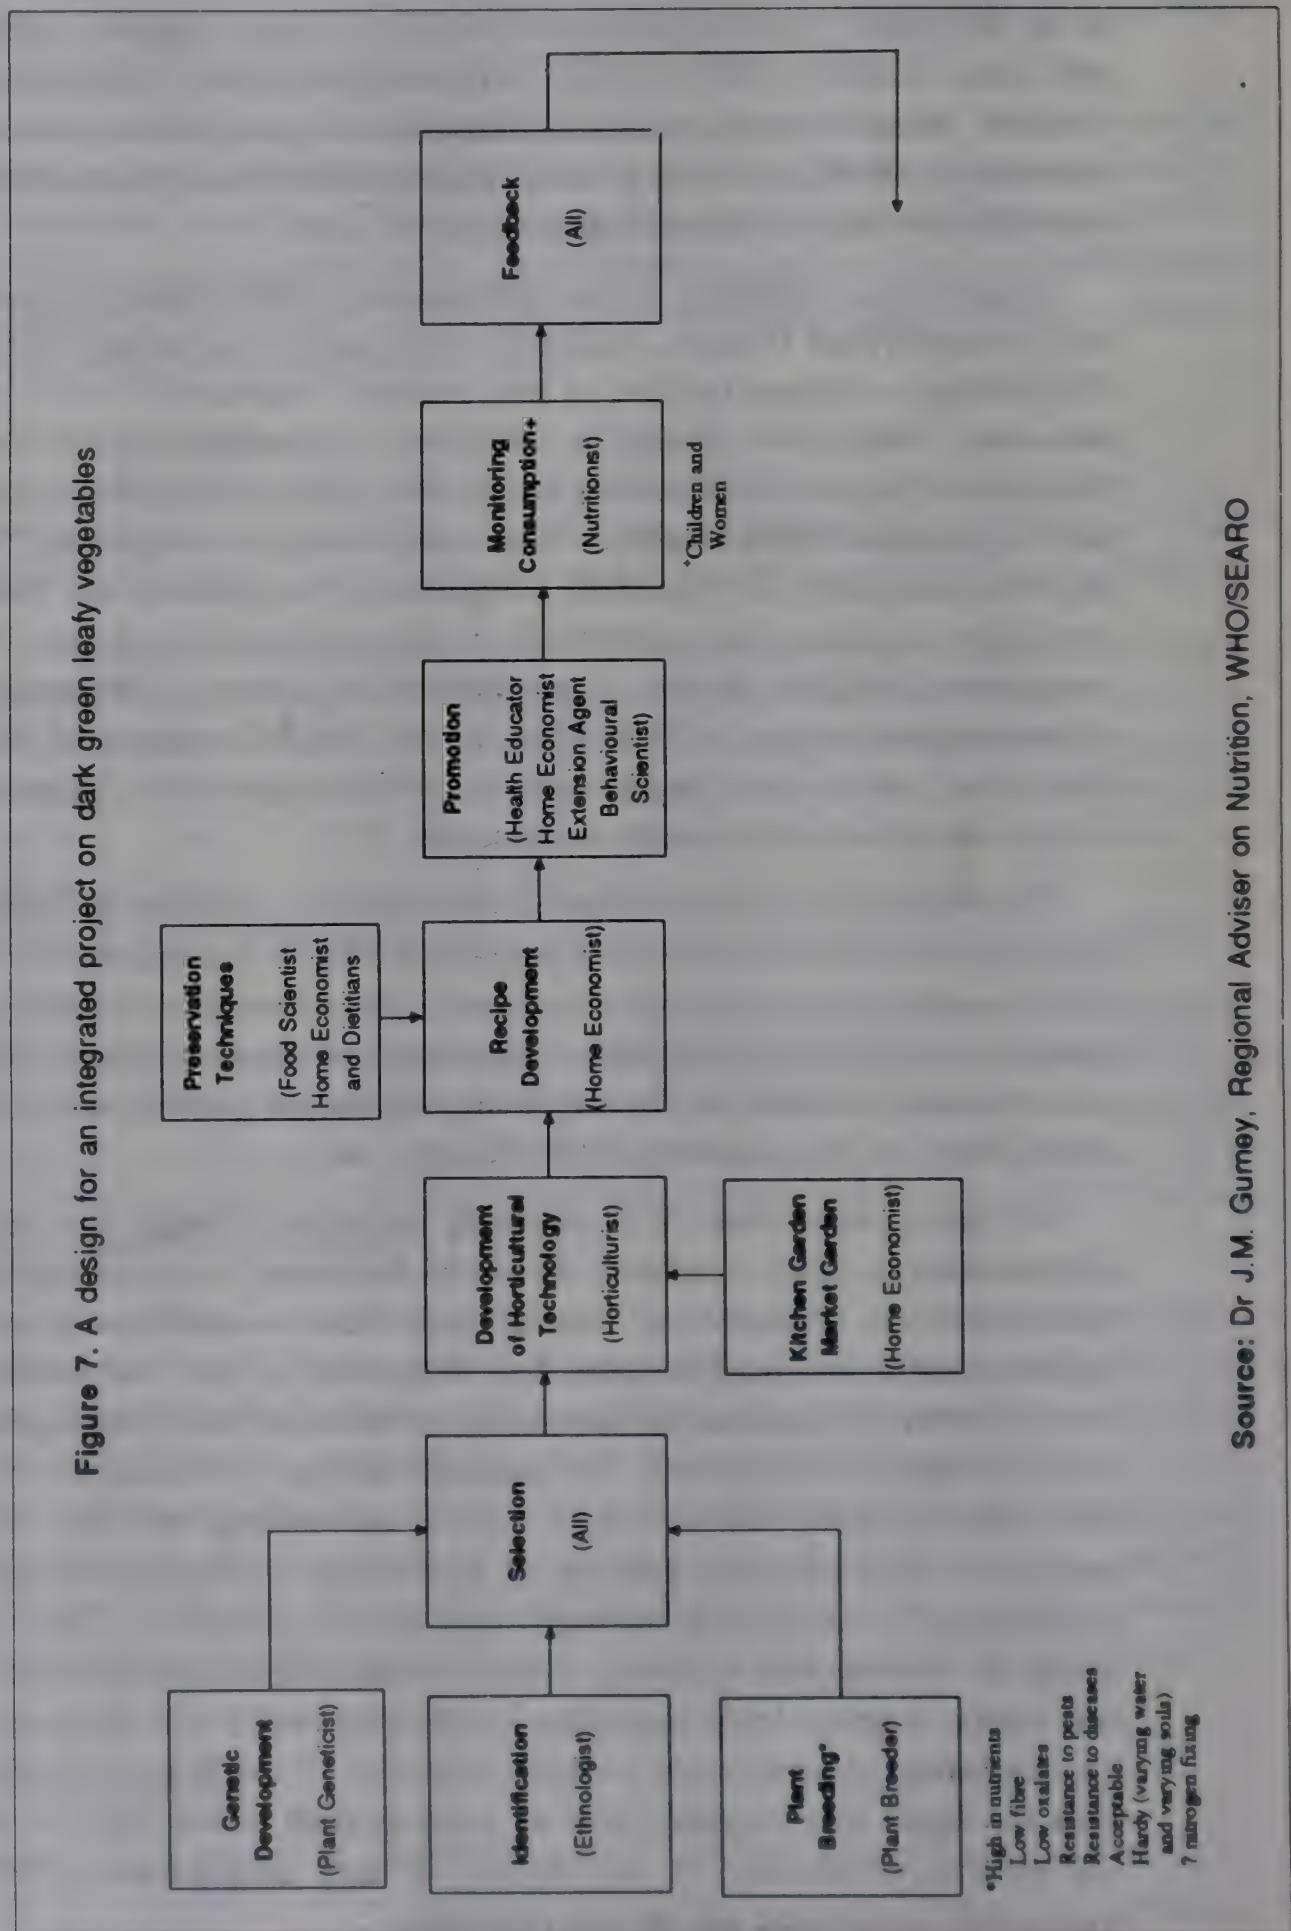 Figure 7. A design for an integrated project on dark green leafy vegetables
Genetic
Development
(Plant Geneticist)
Identification
(Ethnologist)
Plant
Breeding*
(Plant Breeder)
*High in nutrients
Low fibre
Low oxalates
Resistance to pests
Resistance to diseases
Acceptable
Hardy (varying water
and varying soils)
? nitrogen fixing
Selection
(All)
Development
of Horticultural
Technology
(Horticulturist)
Kitchen Garden
Market Garden
(Home Economist)
Preservation
Techniques
(Food Scientist
Home Economist
and Dietitians
Recipe
Development
(Home Economist)
Promotion
(Health Educator
Home Economist
Extension Agent
Behavioural
Scientist)
Monitoring
Consumption+
(Nutritionist)
+Children and
Women
Feedback
(All)
Source: Dr J.M. Gurney, Regional Adviser on Nutrition, WHO/SEARO